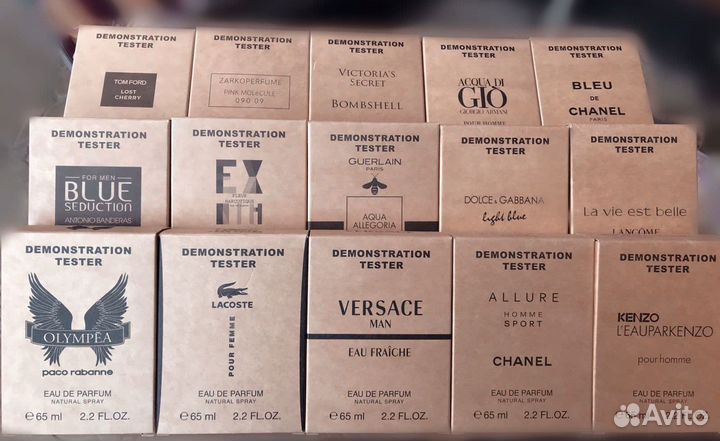 DEMONSTRATION
TESTER
TOM FORD
LOST
CHERRY
DEMONSTRATION
TESTER
ZARKOPERFUME
PINK MOLéCULE
090 09
DEMONSTRATION
TESTER
VICTORIA'S
SECRET
BOMBSHELL
DEMONSTRATION
TESTER
ACQUA DI
GIÒ
GIORGIO ARMANI
POUR HOMME
DEMONSTRATION
TESTER
BLEU
DE
CHANEL
PARIS
DEMONSTRATION
TESTER
FOR MEN
BLUE
SEDUCTION
ANTONIO BANDERAS
DEMONSTRATION
TESTER
EX
FLEUR
NARCOTIQUE
NIH
DEMONSTRATION
TESTER
GUERLAIN
PARIS
AQUA
ALLEGORIA
DEMONSTRATION
TESTER
DOLCE & GABBANA
light blue
DEMONSTRATION
TESTER
La vie est belle
LANCÔME
DEMONSTRATION
TESTER
OLYMPĒA
paco rabanne
EAU DE PARFUM
NATURAL SPRAY
℮ 65 ml 2.2 FL.OZ.
DEMONSTRATION
TESTER
LACOSTE
POUR FEMME
EAU DE PARFUM
NATURAL SPRAY
℮ 65 ml 2.2 FL.OZ.
DEMONSTRATION
TESTER
VERSACE
MAN
EAU FRAÎCHE
EAU DE PARFUM
NATURAL SPRAY
℮ 65 ml 2.2 FL.OZ.
DEMONSTRATION
TESTER
ALLURE
HOMME
SPORT
CHANEL
EAU DE PARFUM
NATURAL SPRAY
℮ 65 ml 2.2 FL.OZ.
DEMONSTRATION
TESTER
KENZO
L'EAUPARKENZO
pour homme
EAU DE PARFUM
NATURAL SPRAY
℮ 65 ml 2.2 FL.OZ.
Avito